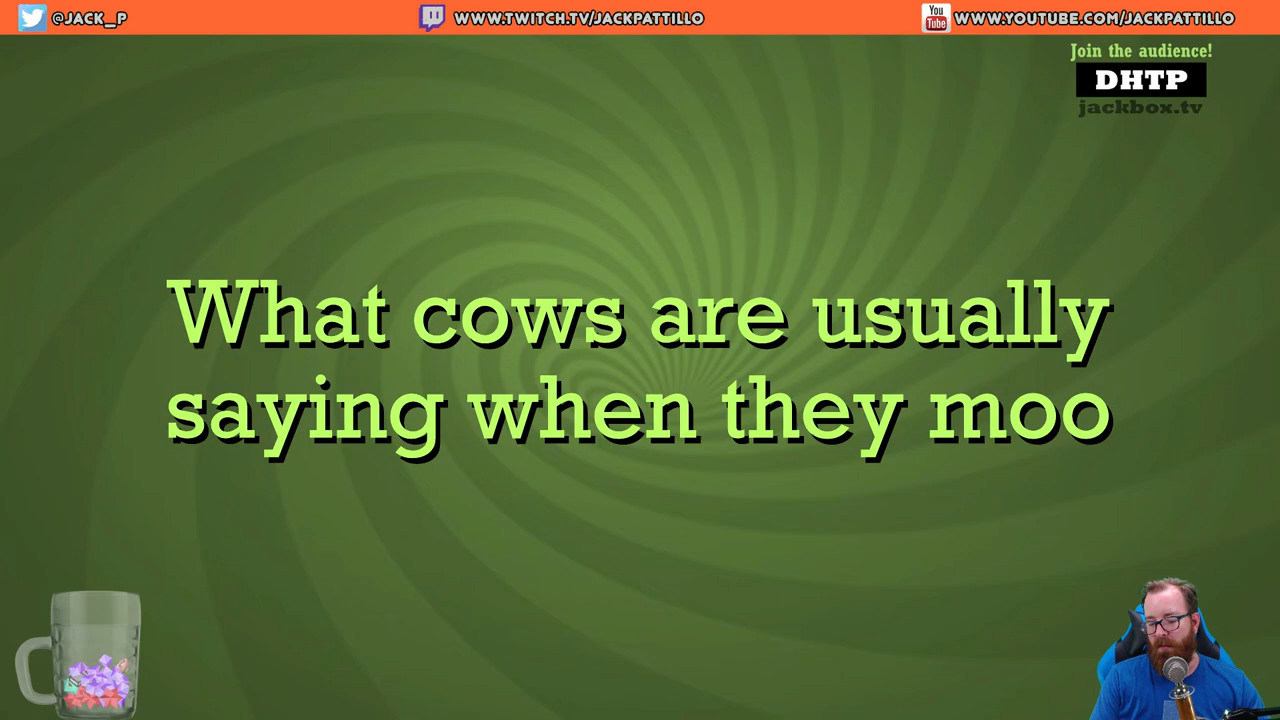 @JACK_P
WWW.TWITCH.TV/JACKPATTILLO
You
Tube
WWW.YOUTUBE.COM/JACKPATTILLO
Join the audience!
DHTP
jackbox.tv
What cows are usually
saying when they moo